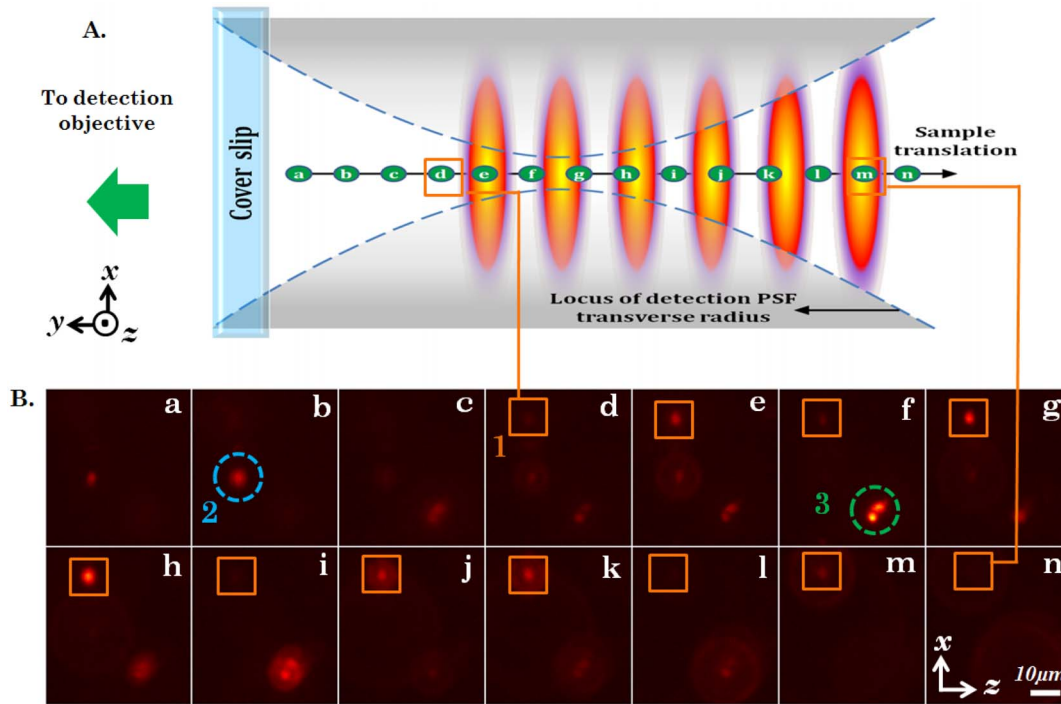 A.
To detection
objective
Cover slip
a b c d e f g h i j k l m n
Sample
translation
Locus of detection PSF
transverse radius
x
y
z
B.
a b c d e f g
1
2
3
h i j k l m n
x
z
10μm